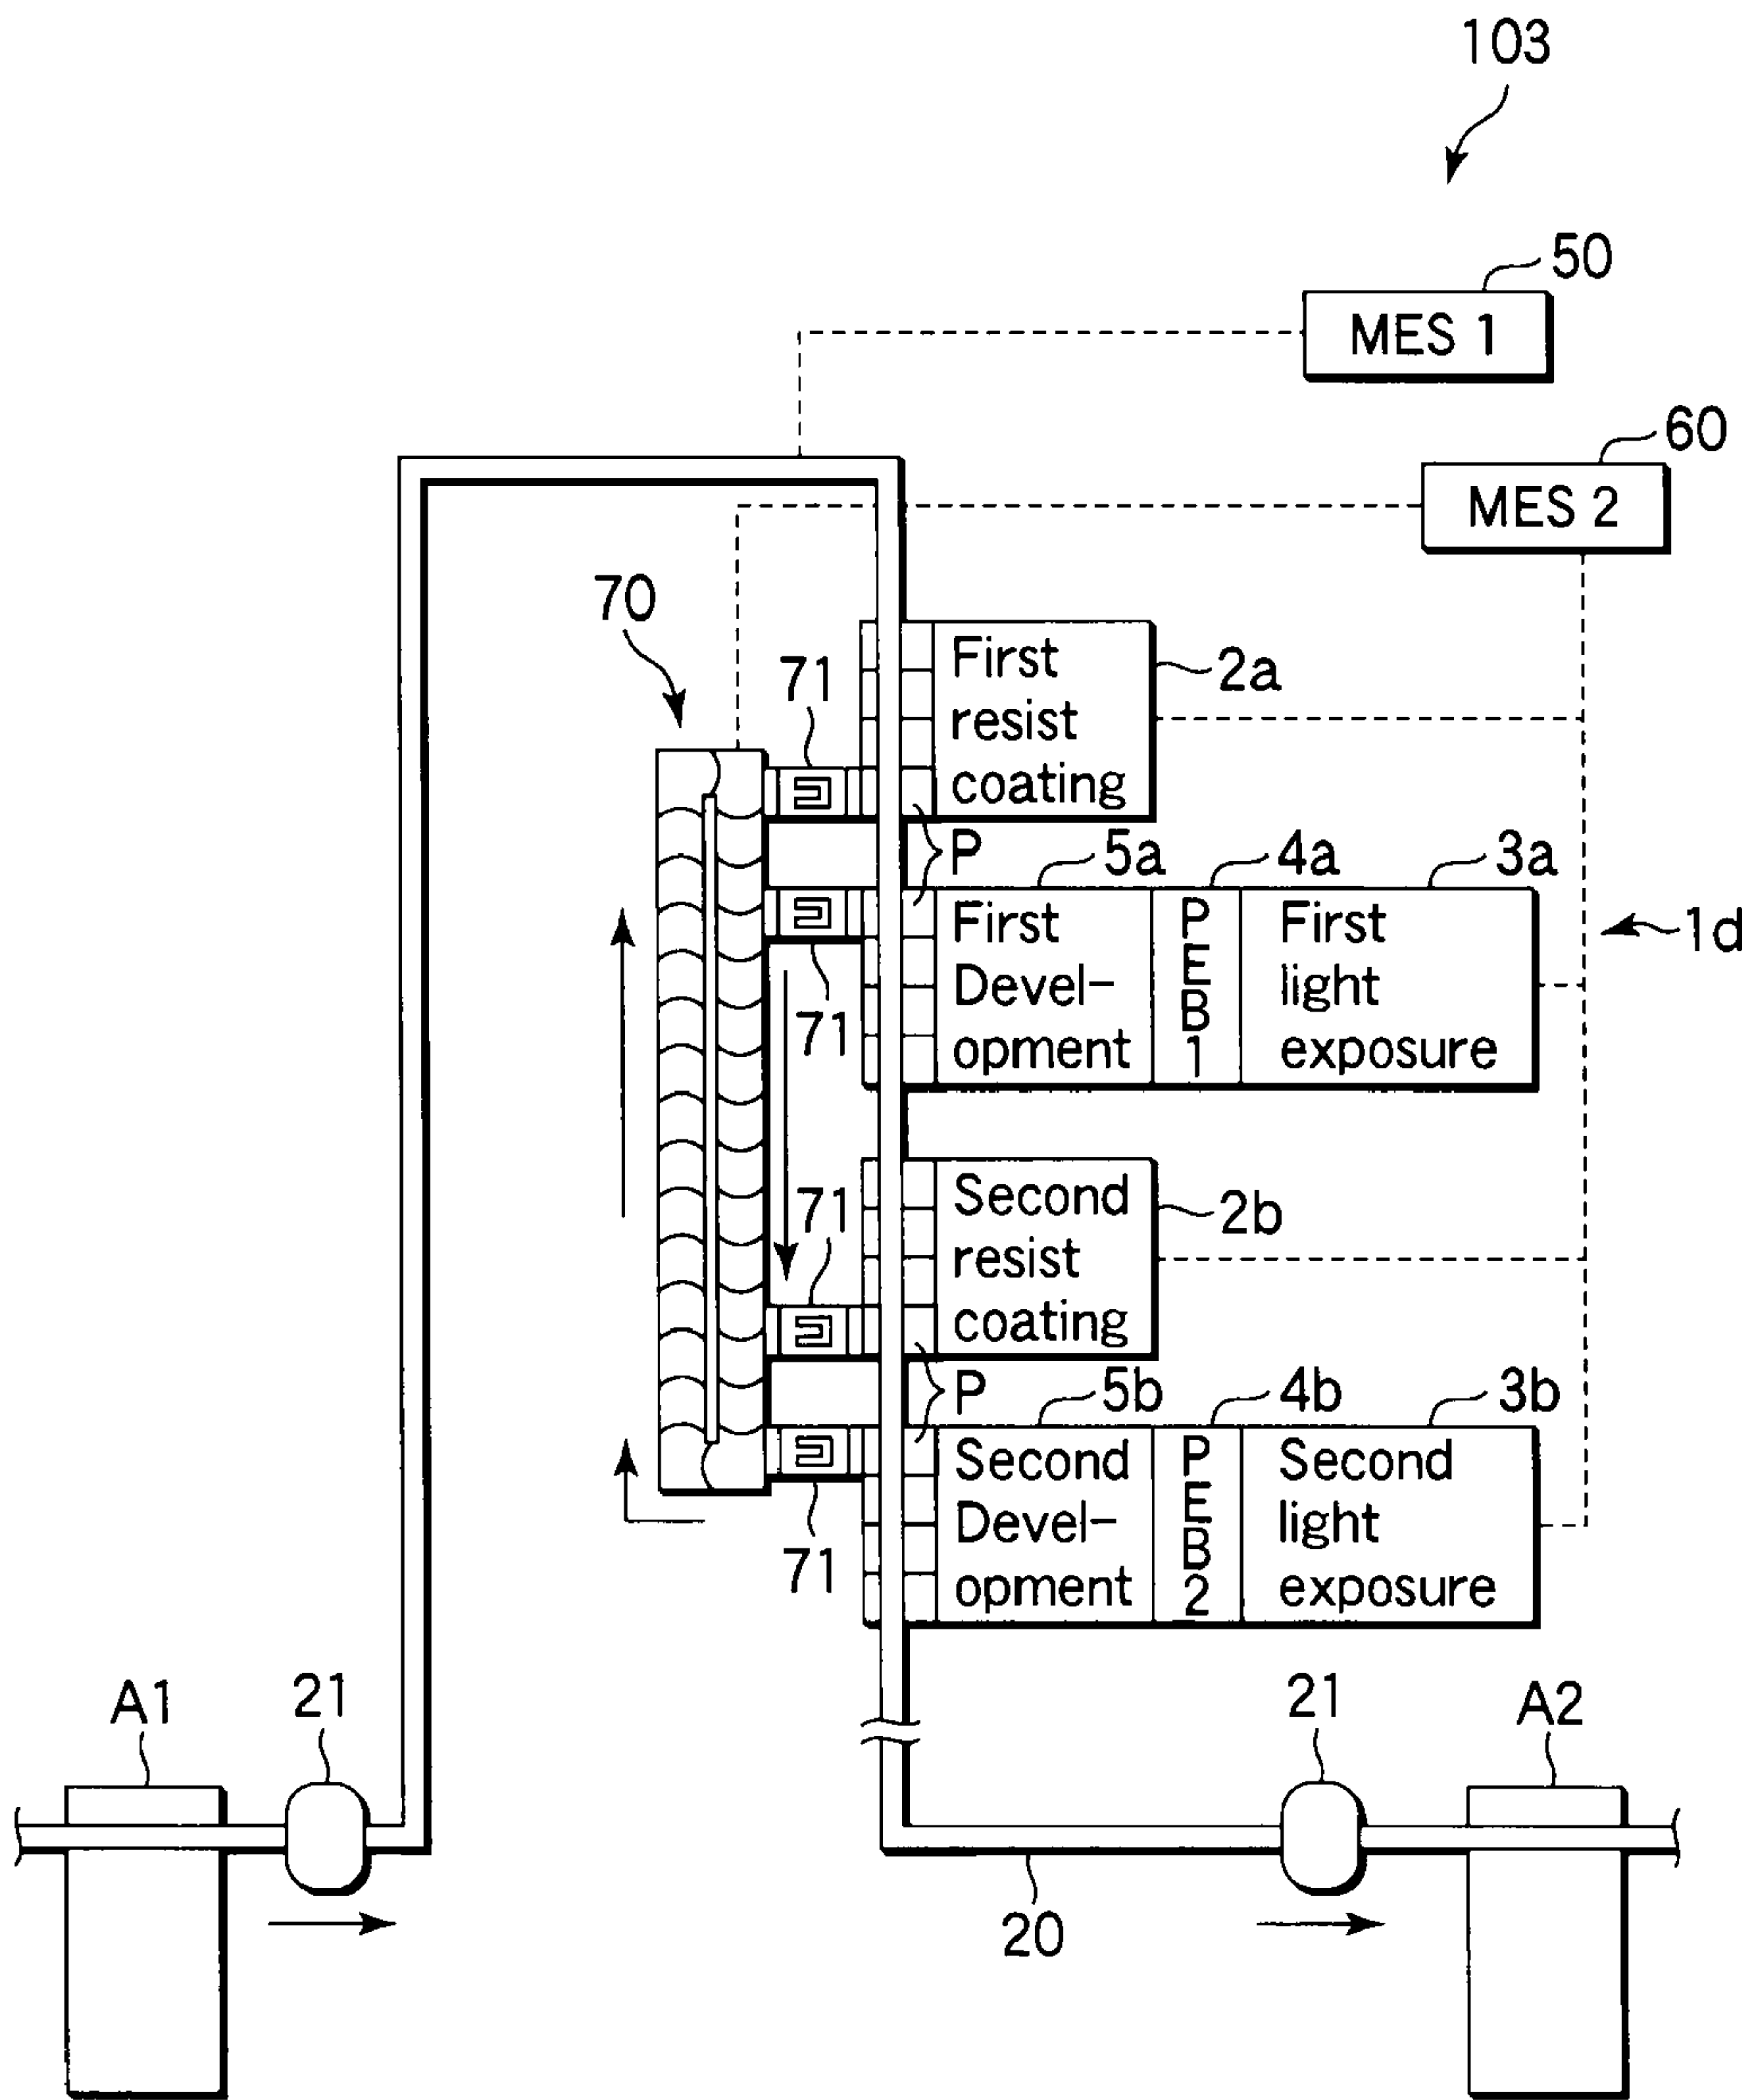 103
50
MES 1
60
MES 2
70
71
First
resist
coating
2a
P
5a
4a
3a
71
First
Devel-
opment
P
E
B
1
First
light
exposure
1d
71
Second
resist
coating
2b
P
5b
4b
3b
71
Second
Devel-
opment
P
E
B
2
Second
light
exposure
A1
21
21
A2
20